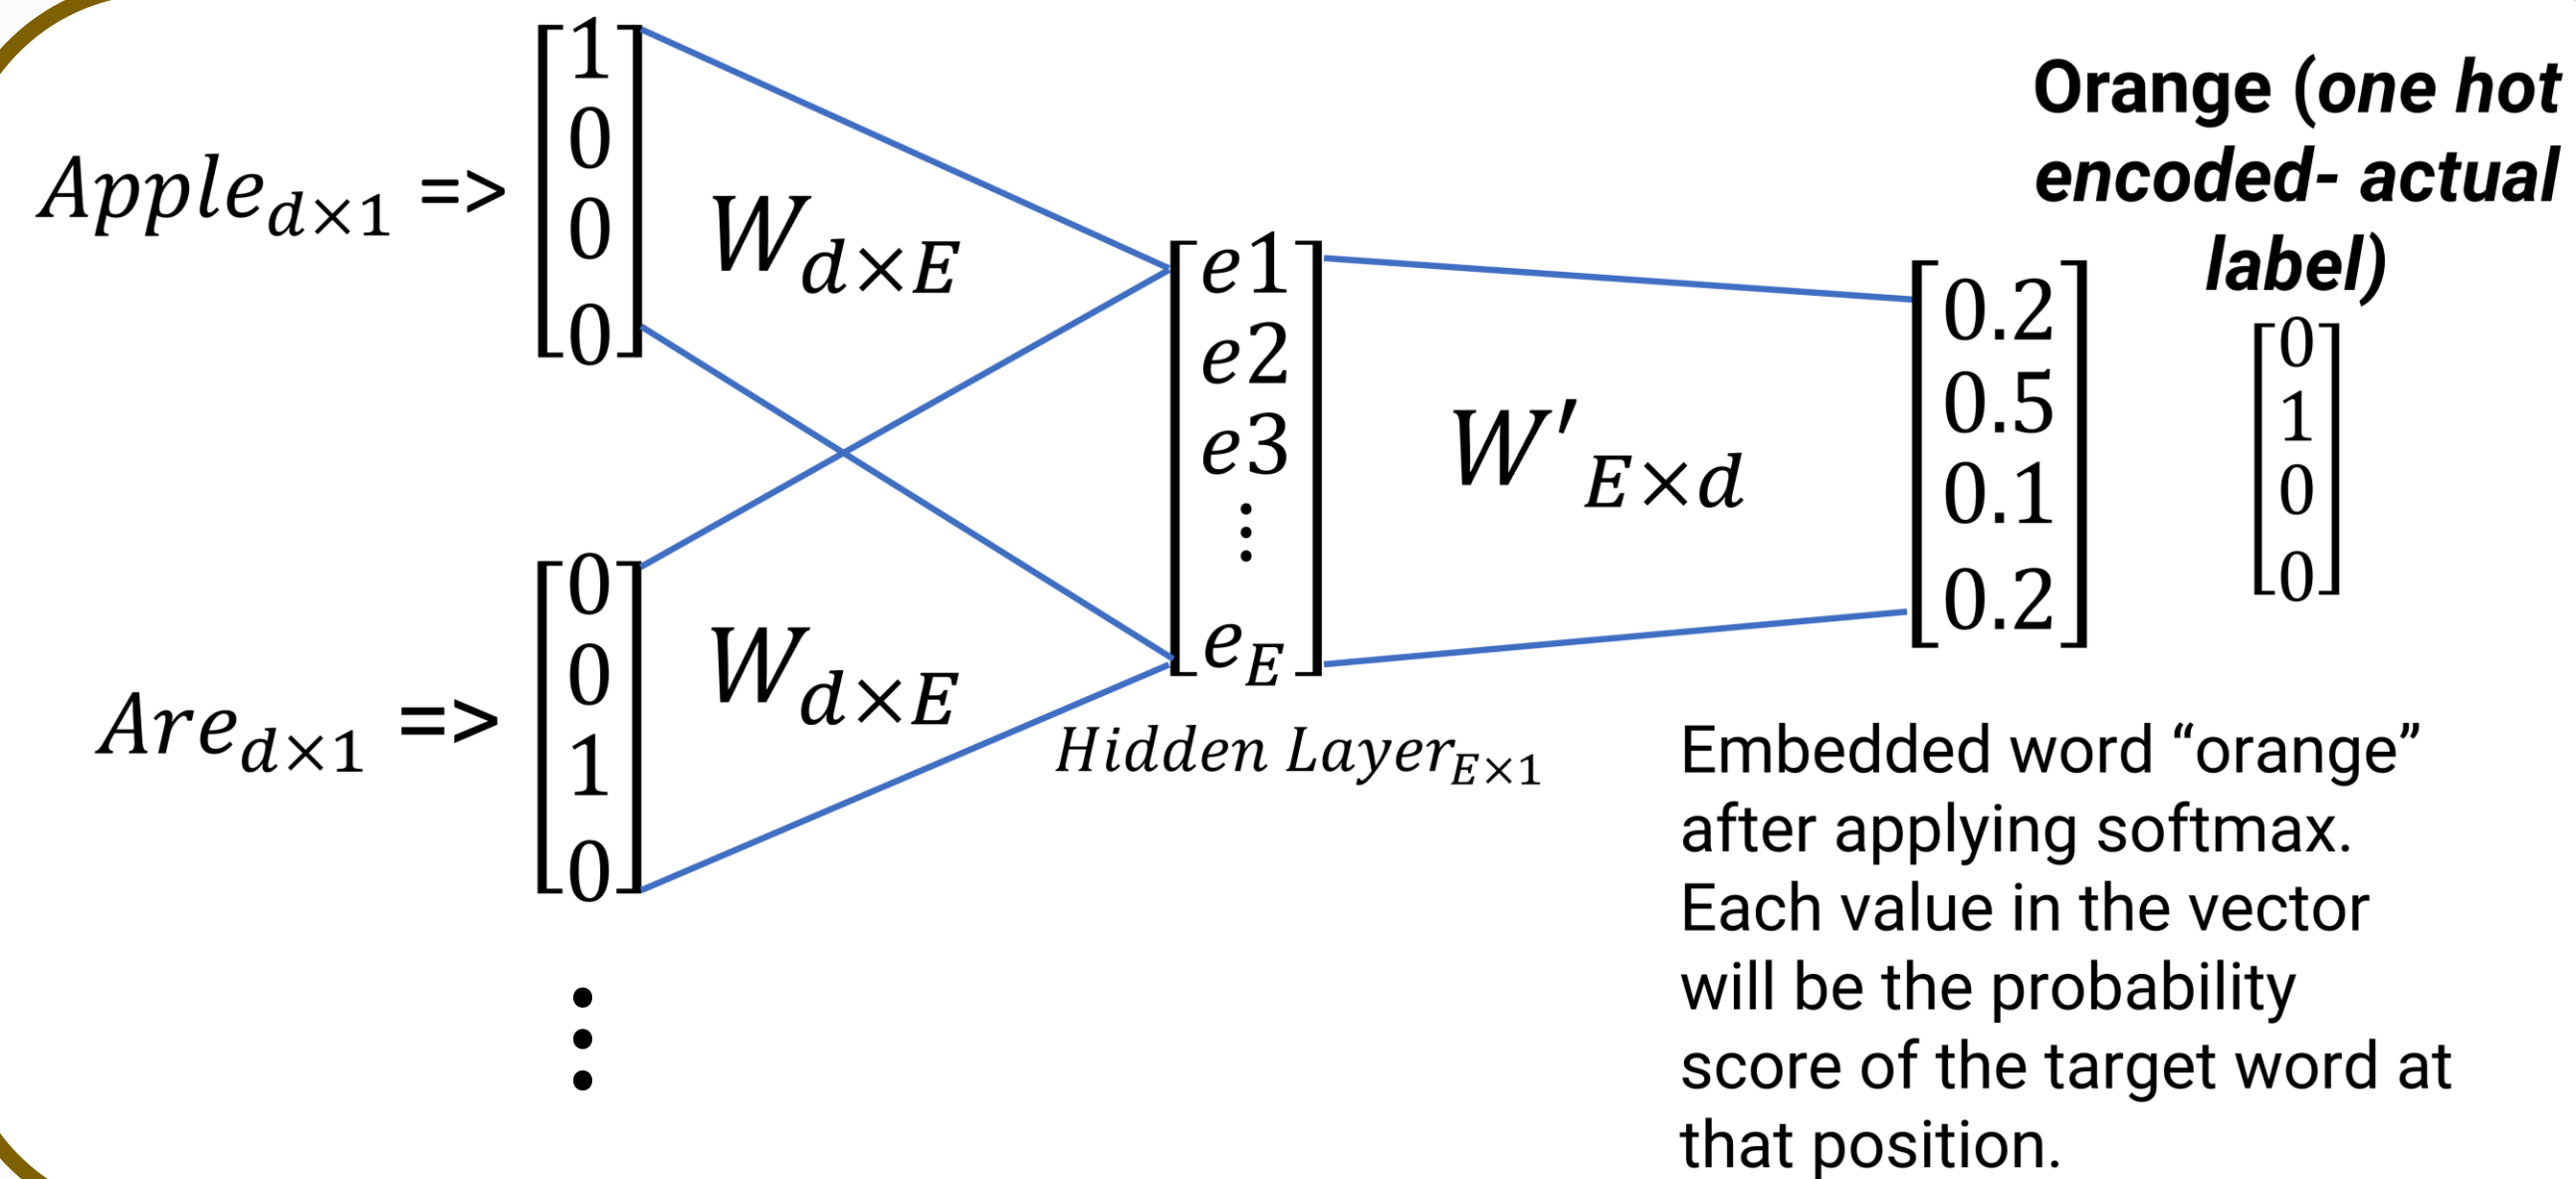 Apple_{d×1} =>
[1
0
0
0]
W_{d×E}
Are_{d×1} =>
[0
0
1
0]
W_{d×E}
⋮
[e1
e2
e3
⋮
e_E]
Hidden Layer_{E×1}
W'_{E×d}
[0.2
0.5
0.1
0.2]
Orange (one hot
encoded- actual
label)
[0
1
0
0]
Embedded word “orange”
after applying softmax.
Each value in the vector
will be the probability
score of the target word at
that position.